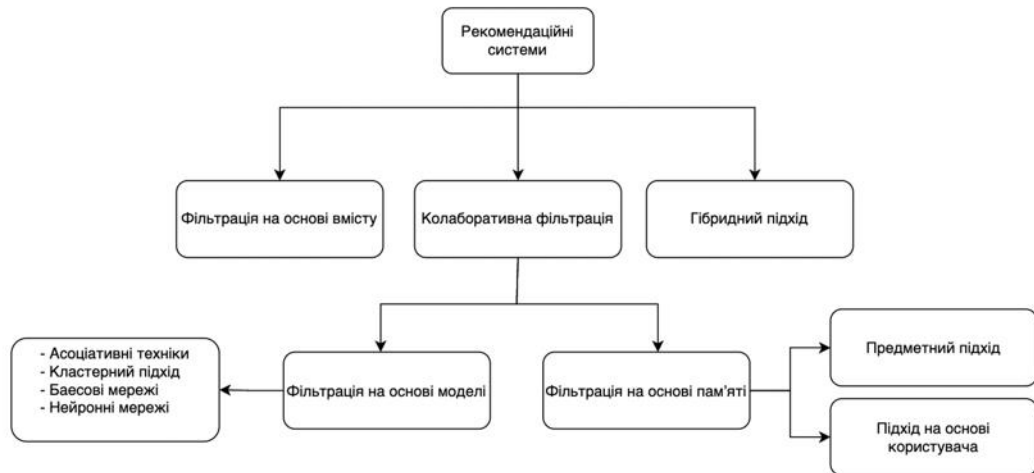 Рекомендаційні
системи
Фільтрація на основі вмісту
Колаборативна фільтрація
Гібридний підхід
- Асоціативні техніки
- Кластерний підхід
- Баесові мережі
- Нейронні мережі
Фільтрація на основі моделі
Фільтрація на основі пам'яті
Предметний підхід
Підхід на основі
користувача